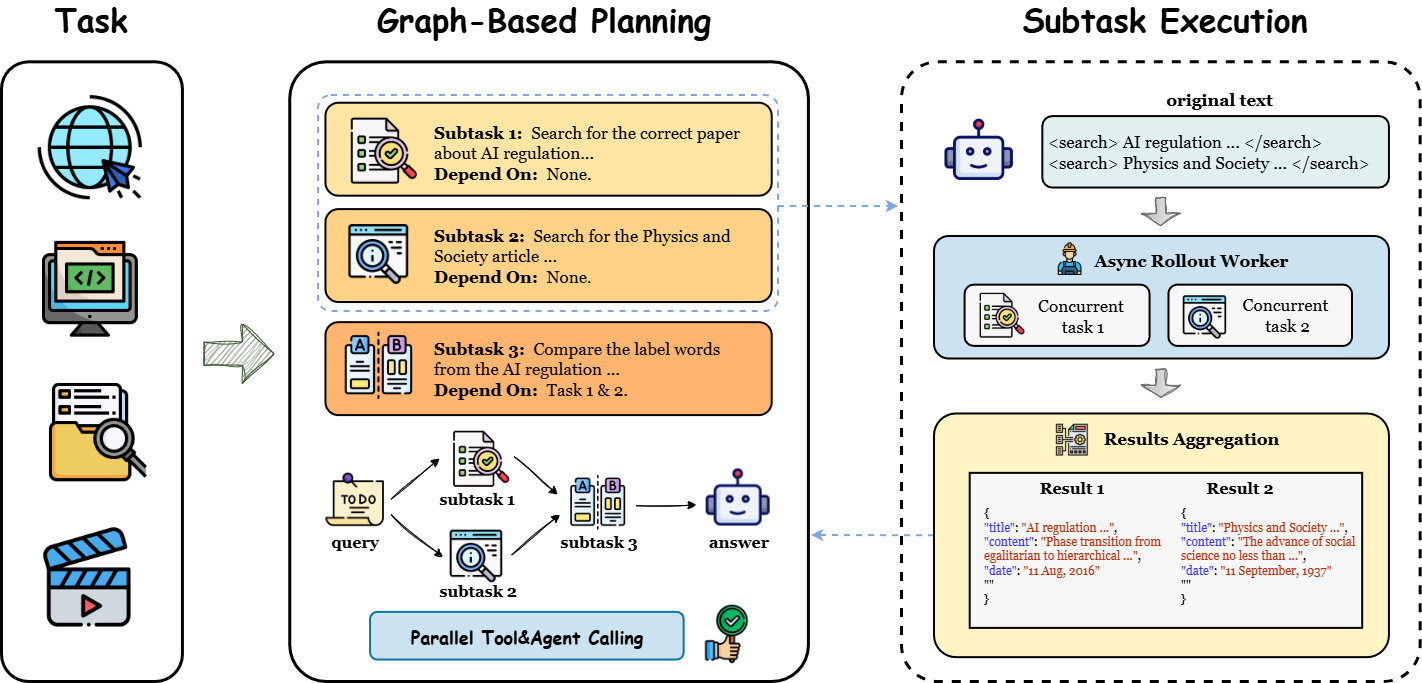 Task
Graph-Based Planning
Subtask Execution
Subtask 1: Search for the correct paper
about AI regulation...
Depend On: None.
Subtask 2: Search for the Physics and
Society article ...
Depend On: None.
A
B
Subtask 3: Compare the label words
from the AI regulation ...
Depend On: Task 1 & 2.
TO DO
query
subtask 1
subtask 2
A
B
subtask 3
answer
Parallel Tool&Agent Calling
original text
<search> AI regulation ... </search>
<search> Physics and Society ... </search>
Async Rollout Worker
Concurrent
task 1
Concurrent
task 2
Results Aggregation
Result 1
{
"title": "AI regulation ...",
"content": "Phase transition from
egalitarian to hierarchical ...",
"date": "11 Aug, 2016"
""
}
Result 2
{
"title": "Physics and Society ...",
"content": "The advance of social
science no less than ...",
"date": "11 September, 1937"
""
}